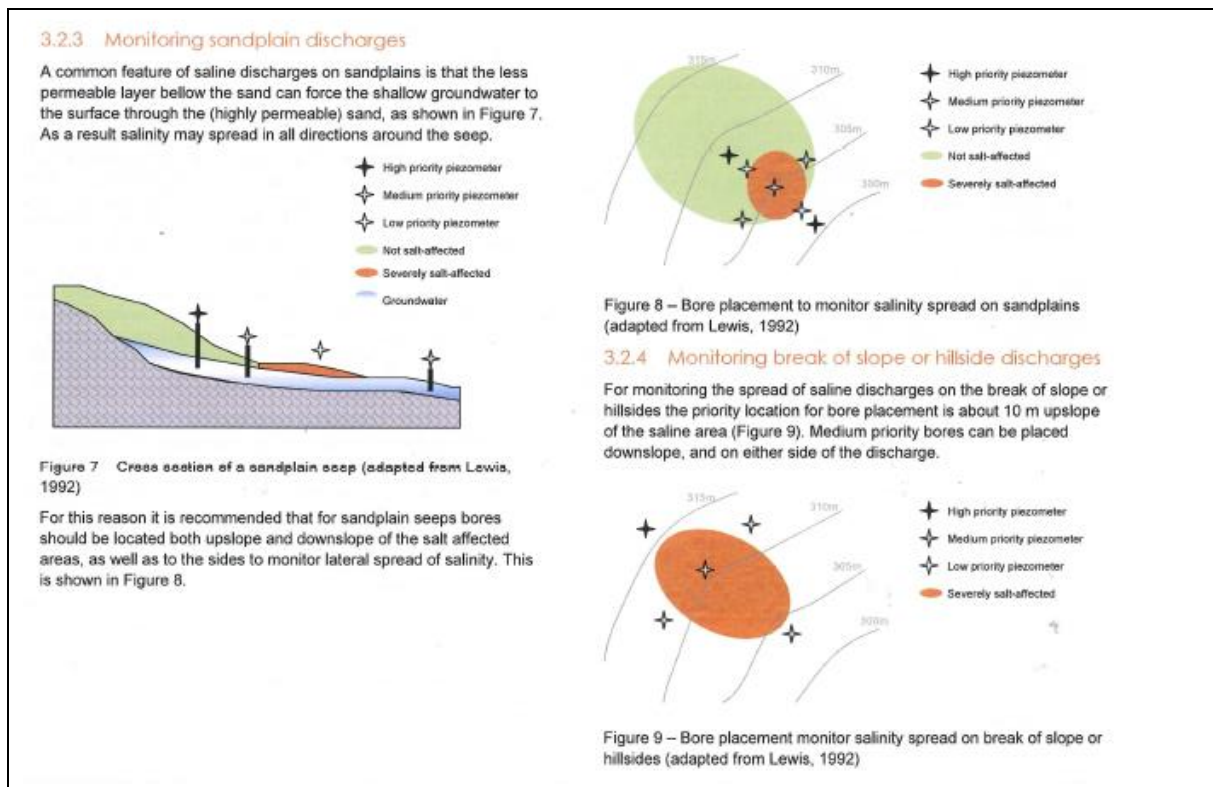 3.2.3 Monitoring sandplain discharges
A common feature of saline discharges on sandplains is that the less
permeable layer bellow the sand can force the shallow groundwater to
the surface through the (highly permeable) sand, as shown in Figure 7.
As a result salinity may spread in all directions around the seep.
High priority piezometer
Medium priority piezometer
Low priority piezometer
Not salt-affected
Severely salt-affected
Groundwater
Figure 7 Cross section of a sandplain seep (adapted from Lewis,
1992)
For this reason it is recommended that for sandplain seeps bores
should be located both upslope and downslope of the salt affected
areas, as well as to the sides to monitor lateral spread of salinity. This
is shown in Figure 8.
315m
310m
305m
300m
High priority piezometer
Medium priority piezometer
Low priority piezometer
Not salt-affected
Severely salt-affected
Figure 8 – Bore placement to monitor salinity spread on sandplains
(adapted from Lewis, 1992)
3.2.4 Monitoring break of slope or hillside discharges
For monitoring the spread of saline discharges on the break of slope or
hillsides the priority location for bore placement is about 10 m upslope
of the saline area (Figure 9). Medium priority bores can be placed
downslope, and on either side of the discharge.
315m
310m
305m
300m
High priority piezometer
Medium priority piezometer
Low priority piezometer
Severely salt-affected
Figure 9 – Bore placement monitor salinity spread on break of slope or
hillsides (adapted from Lewis, 1992)